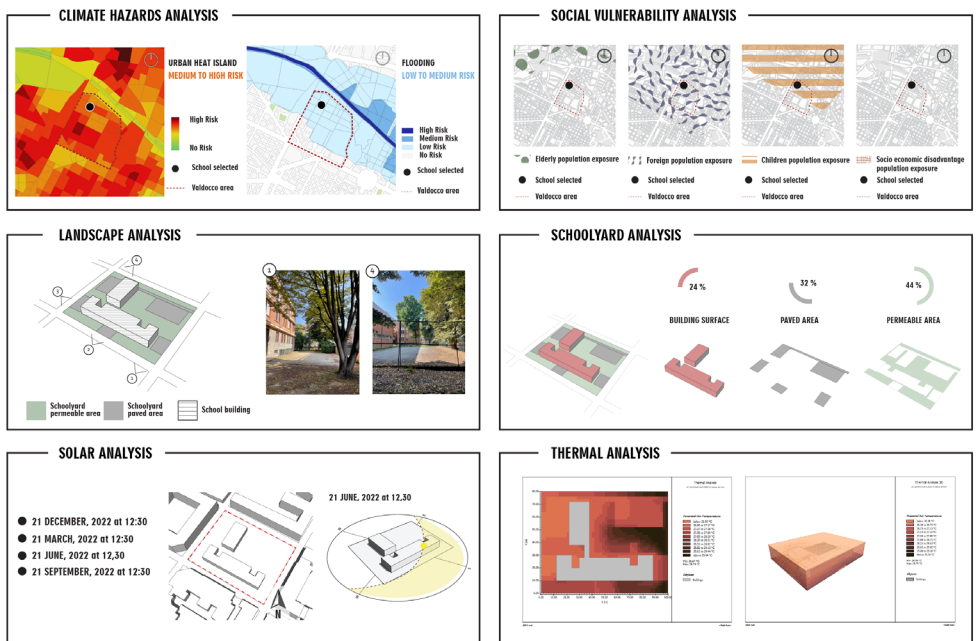 CLIMATE HAZARDS ANALYSIS
URBAN HEAT ISLAND
MEDIUM TO HIGH RISK
High Risk
No Risk
School selected
Valdocco area
FLOODING
LOW TO MEDIUM RISK
High Risk
Medium Risk
Low Risk
No Risk
School selected
Valdocco area
SOCIAL VULNERABILITY ANALYSIS
Elderly population exposure
School selected
Valdocco area
Foreign population exposure
School selected
Valdocco area
Children population exposure
School selected
Valdocco area
Socio economic disadvantage
population exposure
School selected
Valdocco area
LANDSCAPE ANALYSIS
4
3
2
1
1
4
Schoolyard
permeable area
Schoolyard
paved area
School building
SCHOOLYARD ANALYSIS
24 %
32 %
44 %
BUILDING SURFACE
PAVED AREA
PERMEABLE AREA
SOLAR ANALYSIS
21 DECEMBER, 2022 at 12:30
21 MARCH, 2022 at 12:30
21 JUNE, 2022 at 12,30
21 SEPTEMBER, 2022 at 12:30
N
21 JUNE, 2022 at 12,30
THERMAL ANALYSIS